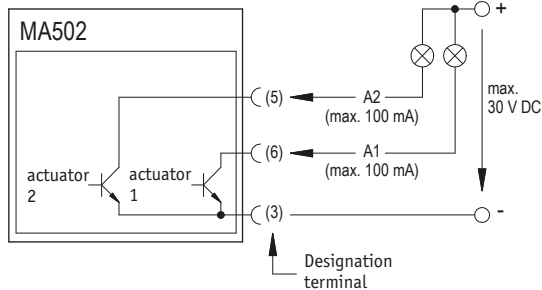 MA502
+
(5)
A2
(max. 100 mA)
max.
30 V DC
(6)
A1
(max. 100 mA)
actuator
2
actuator
1
(3)
-
Designation
terminal